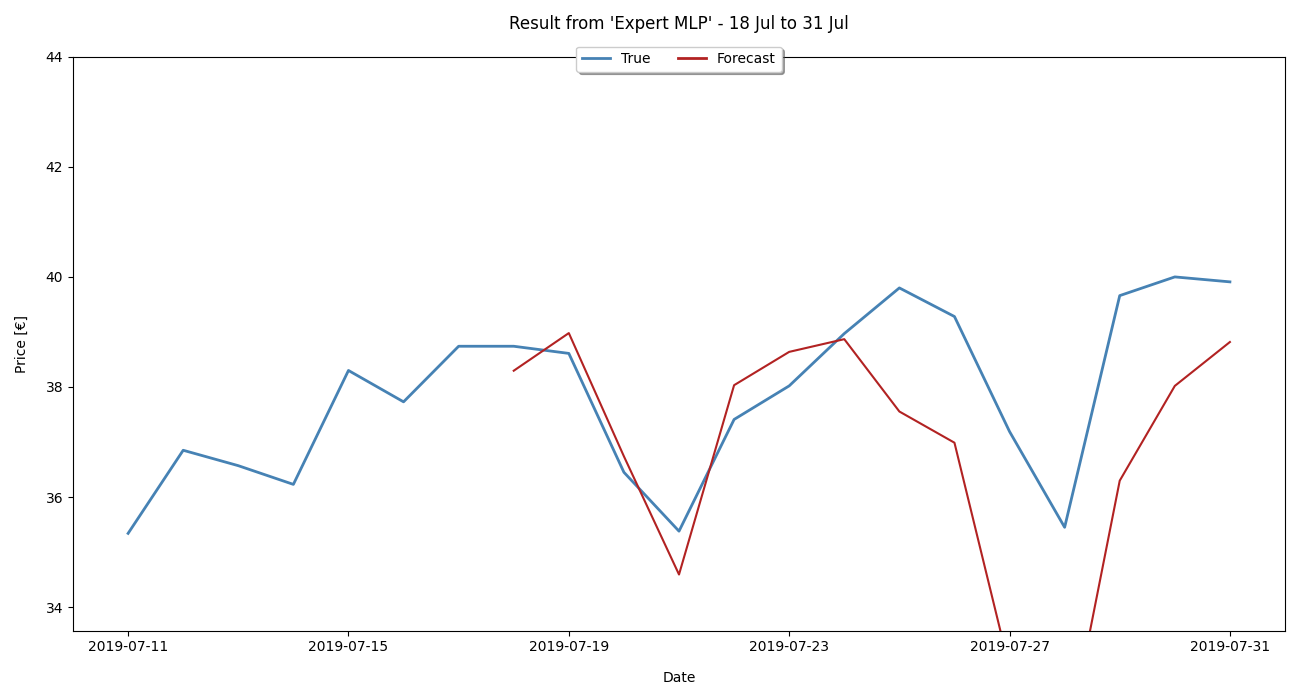 Result from 'Expert MLP' - 18 Jul to 31 Jul
True Forecast
44
42
40
38
36
34
Price [€]
2019-07-11 2019-07-15 2019-07-19 2019-07-23 2019-07-27 2019-07-31
Date